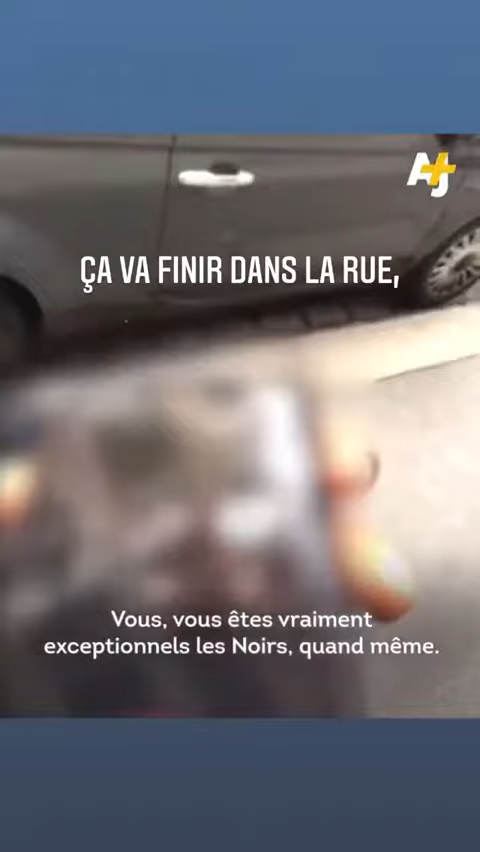 AJ+
ÇA VA FINIR DANS LA RUE,
Vous, vous êtes vraiment
exceptionnels les Noirs, quand même.